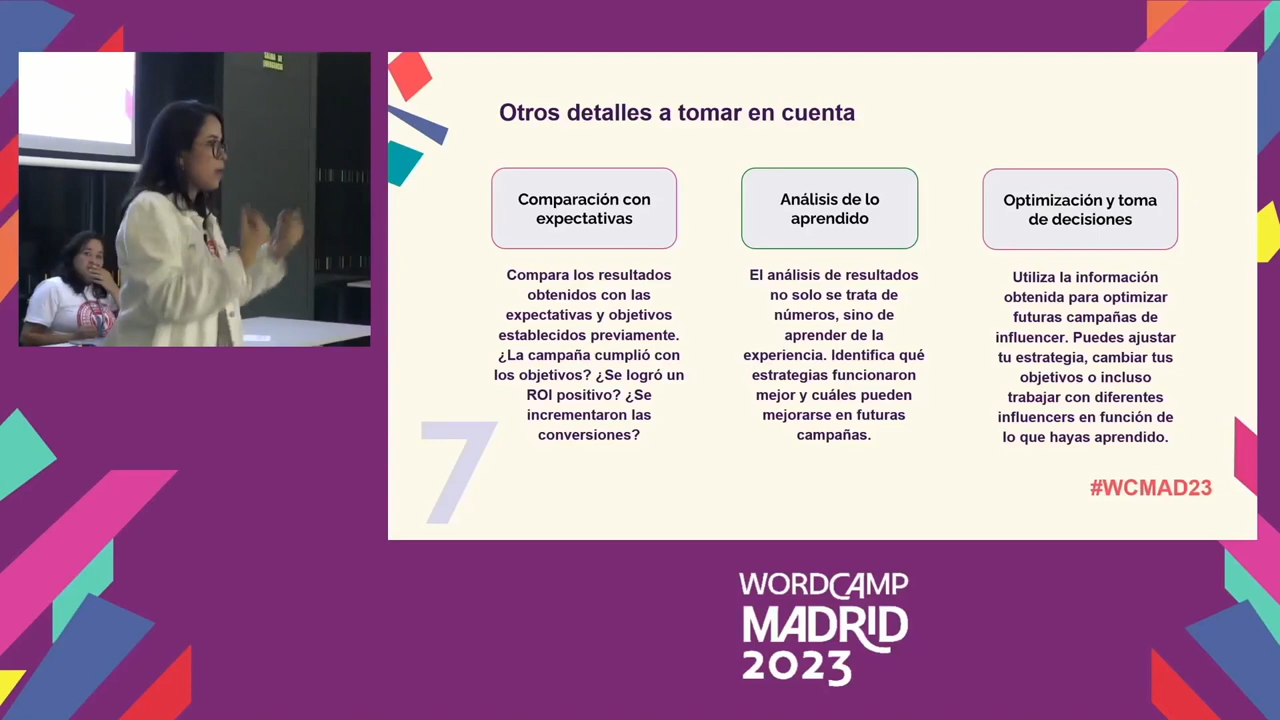 SALIDA DE
EMERGENCIA
Otros detalles a tomar en cuenta
Comparación con
expectativas
Compara los resultados
obtenidos con las
expectativas y objetivos
establecidos previamente.
¿La campaña cumplió con
los objetivos? ¿Se logró un
ROI positivo? ¿Se
incrementaron las
conversiones?
Análisis de lo
aprendido
El análisis de resultados
no solo se trata de
números, sino de
aprender de la
experiencia. Identifica qué
estrategias funcionaron
mejor y cuáles pueden
mejorarse en futuras
campañas.
Optimización y toma
de decisiones
Utiliza la información
obtenida para optimizar
futuras campañas de
influencer. Puedes ajustar
tu estrategia, cambiar tus
objetivos o incluso
trabajar con diferentes
influencers en función de
lo que hayas aprendido.
7
#WCMAD23
WORDCAMP
MADRID
2023